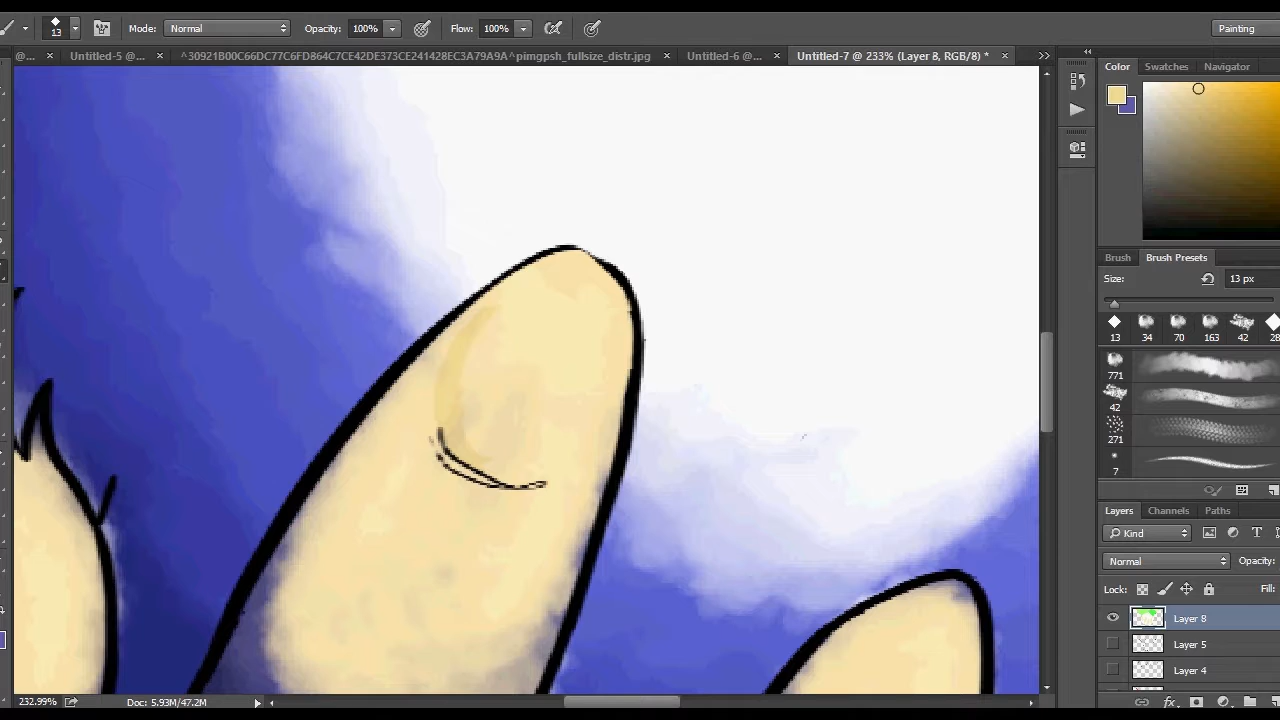 13 Mode: Normal Opacity: 100% Flow: 100% Painting
@... × Untitled-5 @... × ^30921B00C66DC77C6FD864C7CE42DE373CE241428EC3A79A9A^pimgpsh_fullsize_distr.jpg × Untitled-6 @... × Untitled-7 @ 233% (Layer 8, RGB/8) * ×
Color Swatches Navigator
Brush Brush Presets
Size: 13 px
13 34 70 163 42 28
771
42
271
7
Layers Channels Paths
Kind T
Normal Opacity:
Lock: Fill:
Layer 8
Layer 5
Layer 4
fx
232.99% Doc: 5.93M/47.2M